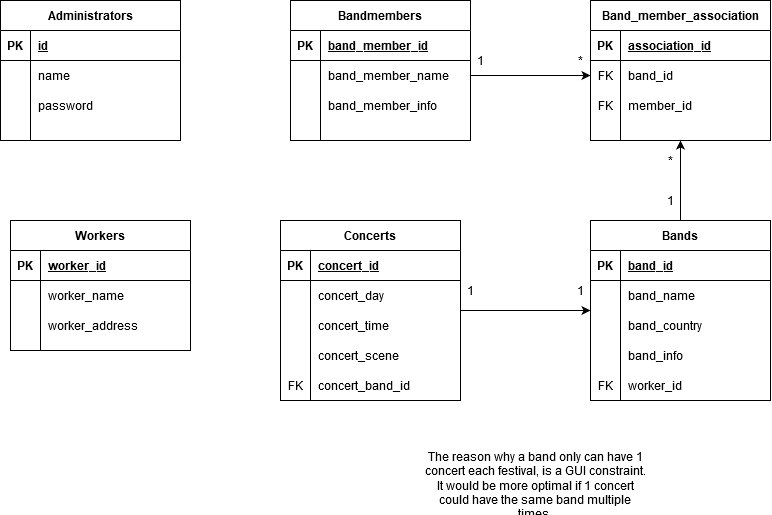 Administrators
PK id
name
password
Bandmembers
PK band_member_id
band_member_name
band_member_info
1 *
Band_member_association
PK association_id
FK band_id
FK member_id
*
1
Workers
PK worker_id
worker_name
worker_address
Concerts
PK concert_id
concert_day
concert_time
concert_scene
FK concert_band_id
1 1
Bands
PK band_id
band_name
band_country
band_info
FK worker_id
The reason why a band only can have 1
concert each festival, is a GUI constraint.
It would be more optimal if 1 concert
could have the same band multiple
times